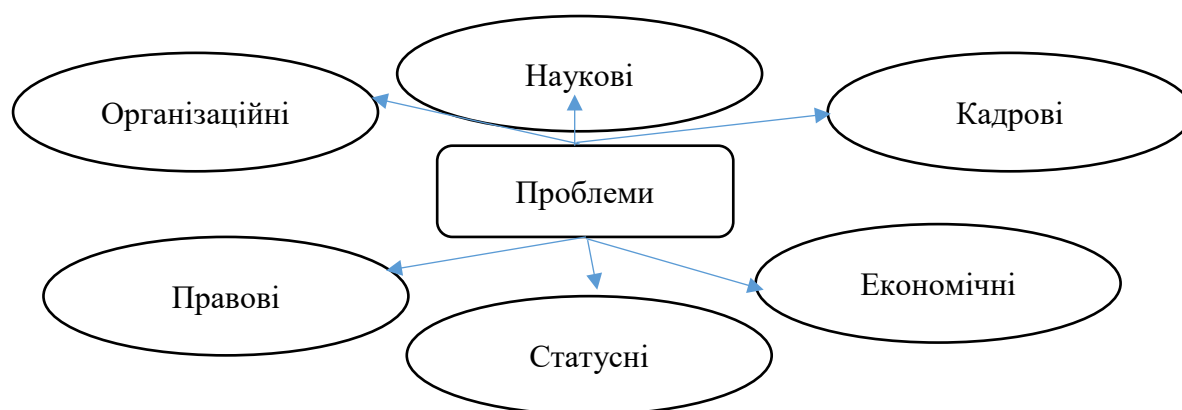 Наукові
Організаційні
Кадрові
Проблеми
Правові
Економічні
Статусні